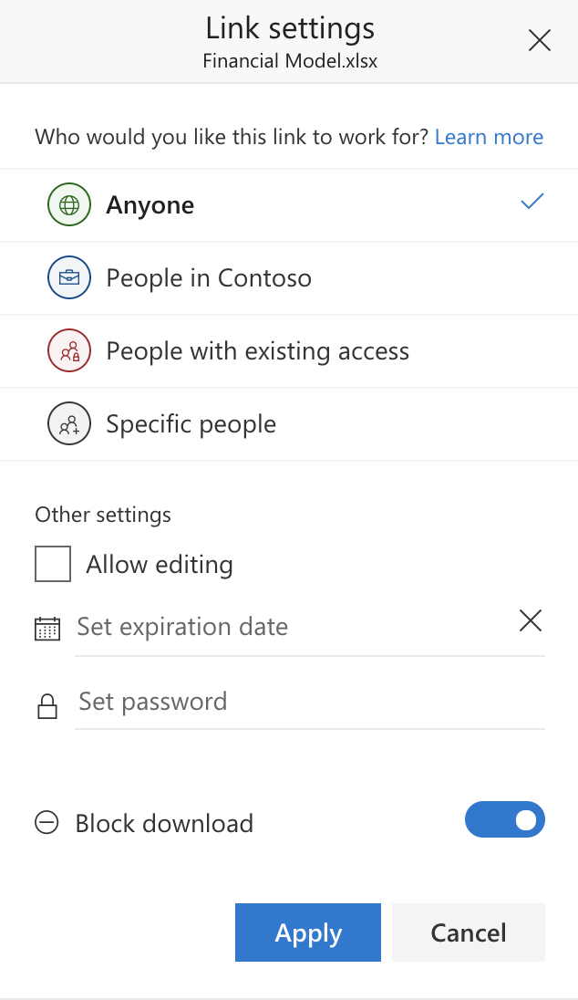 Link settings
Financial Model.xlsx
Who would you like this link to work for? Learn more
Anyone
People in Contoso
People with existing access
Specific people
Other settings
Allow editing
Set expiration date
Set password
Block download
Apply Cancel